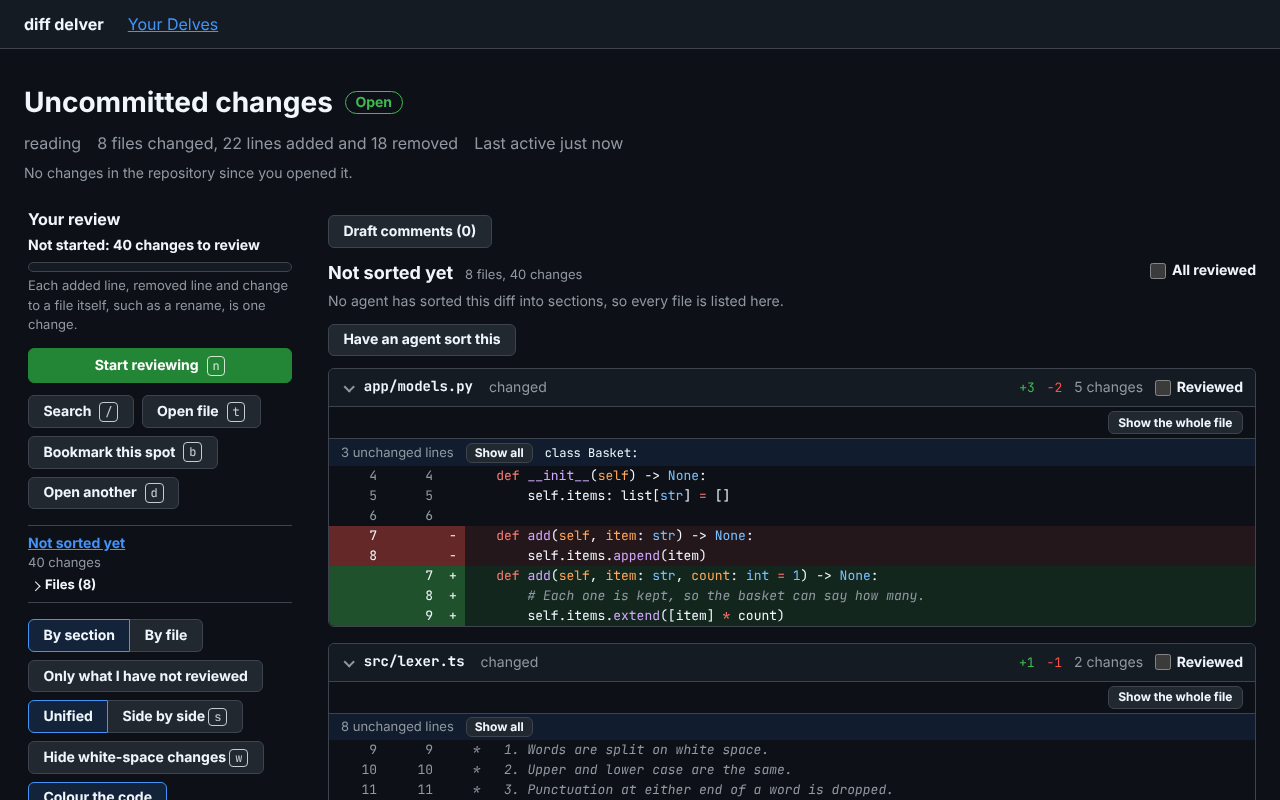 diff delver Your Delves
Uncommitted changes Open
reading 8 files changed, 22 lines added and 18 removed Last active just now
No changes in the repository since you opened it.
Your review
Not started: 40 changes to review
Each added line, removed line and change
to a file itself, such as a rename, is one
change.
Start reviewing n
Search / Open file t
Bookmark this spot b
Open another d
Not sorted yet
40 changes
Files (8)
By section By file
Only what I have not reviewed
Unified Side by side s
Hide white-space changes w
Colour the code
Draft comments (0)
Not sorted yet 8 files, 40 changes All reviewed
No agent has sorted this diff into sections, so every file is listed here.
Have an agent sort this
app/models.py changed +3 -2 5 changes Reviewed
Show the whole file
3 unchanged lines Show all class Basket:
4 4 def __init__(self) -> None:
5 5 self.items: list[str] = []
6 6
7 - def add(self, item: str) -> None:
8 - self.items.append(item)
7 + def add(self, item: str, count: int = 1) -> None:
8 + # Each one is kept, so the basket can say how many.
9 + self.items.extend([item] * count)
src/lexer.ts changed +1 -1 2 changes Reviewed
Show the whole file
8 unchanged lines Show all
9 9 * 1. Words are split on white space.
10 10 * 2. Upper and lower case are the same.
11 11 * 3. Punctuation at either end of a word is dropped.